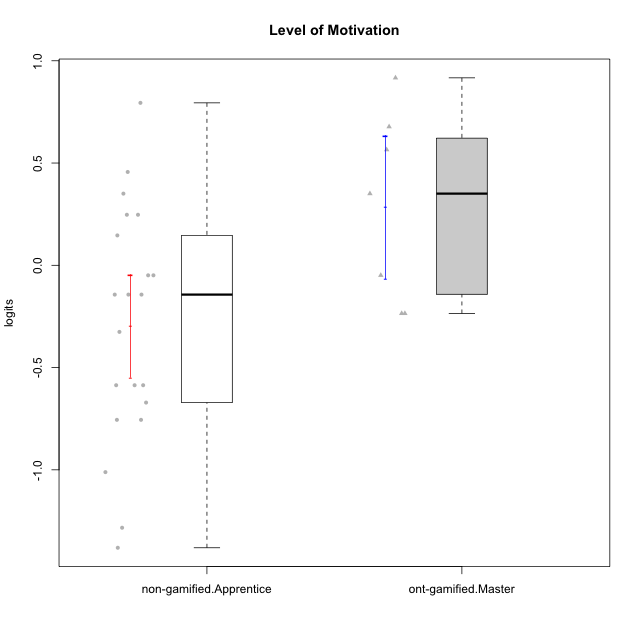 Level of Motivation
logits
1.0
0.5
0.0
-0.5
-1.0
non-gamified.Apprentice
ont-gamified.Master